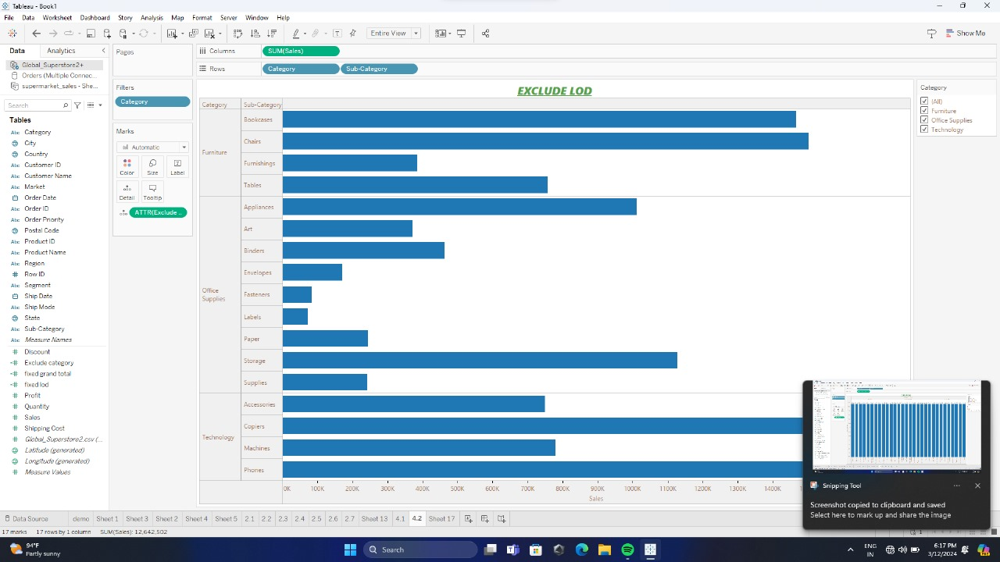 Tableau - Book1
File Data Worksheet Dashboard Story Analysis Map Format Server Window Help
Entire View
Show Me
Data Analytics
Global_Superstore2+
Orders (Multiple Connec...
supermarket_sales - She...
Search
Tables
Category
City
Country
Customer ID
Customer Name
Market
Order Date
Order ID
Order Priority
Postal Code
Product ID
Product Name
Region
Row ID
Segment
Ship Date
Ship Mode
State
Sub-Category
Measure Names
Discount
Exclude category
fixed grand total
fixed lod
Profit
Quantity
Sales
Shipping Cost
Global_Superstore2.csv (...
Latitude (generated)
Longitude (generated)
Measure Values
Pages
Filters
Category
Marks
Automatic
Color Size Label
Detail Tooltip
ATTR(Exclude ..
Columns SUM(Sales)
Rows Category Sub-Category
EXCLUDE LOD
Category Sub-Category
Furniture
Bookcases
Chairs
Furnishings
Tables
Office
Supplies
Appliances
Art
Binders
Envelopes
Fasteners
Labels
Paper
Storage
Supplies
Technology
Accessories
Copiers
Machines
Phones
0K 100K 200K 300K 400K 500K 600K 700K 800K 900K 1000K 1100K 1200K 1300K 1400K
Sales
Category
(All)
Furniture
Office Supplies
Technology
Snipping Tool
Screenshot copied to clipboard and saved
Select here to mark up and share the image
Data Source demo Sheet 1 Sheet 3 Sheet 2 Sheet 4 Sheet 5 2.1 2.2 2.3 2.4 2.5 2.6 2.7 Sheet 13 4.1 4.2 Sheet 17
17 marks 17 rows by 1 column SUM(Sales): 12,642,502
94°F
Partly sunny
Search
ENG
IN
6:17 PM
3/12/2024